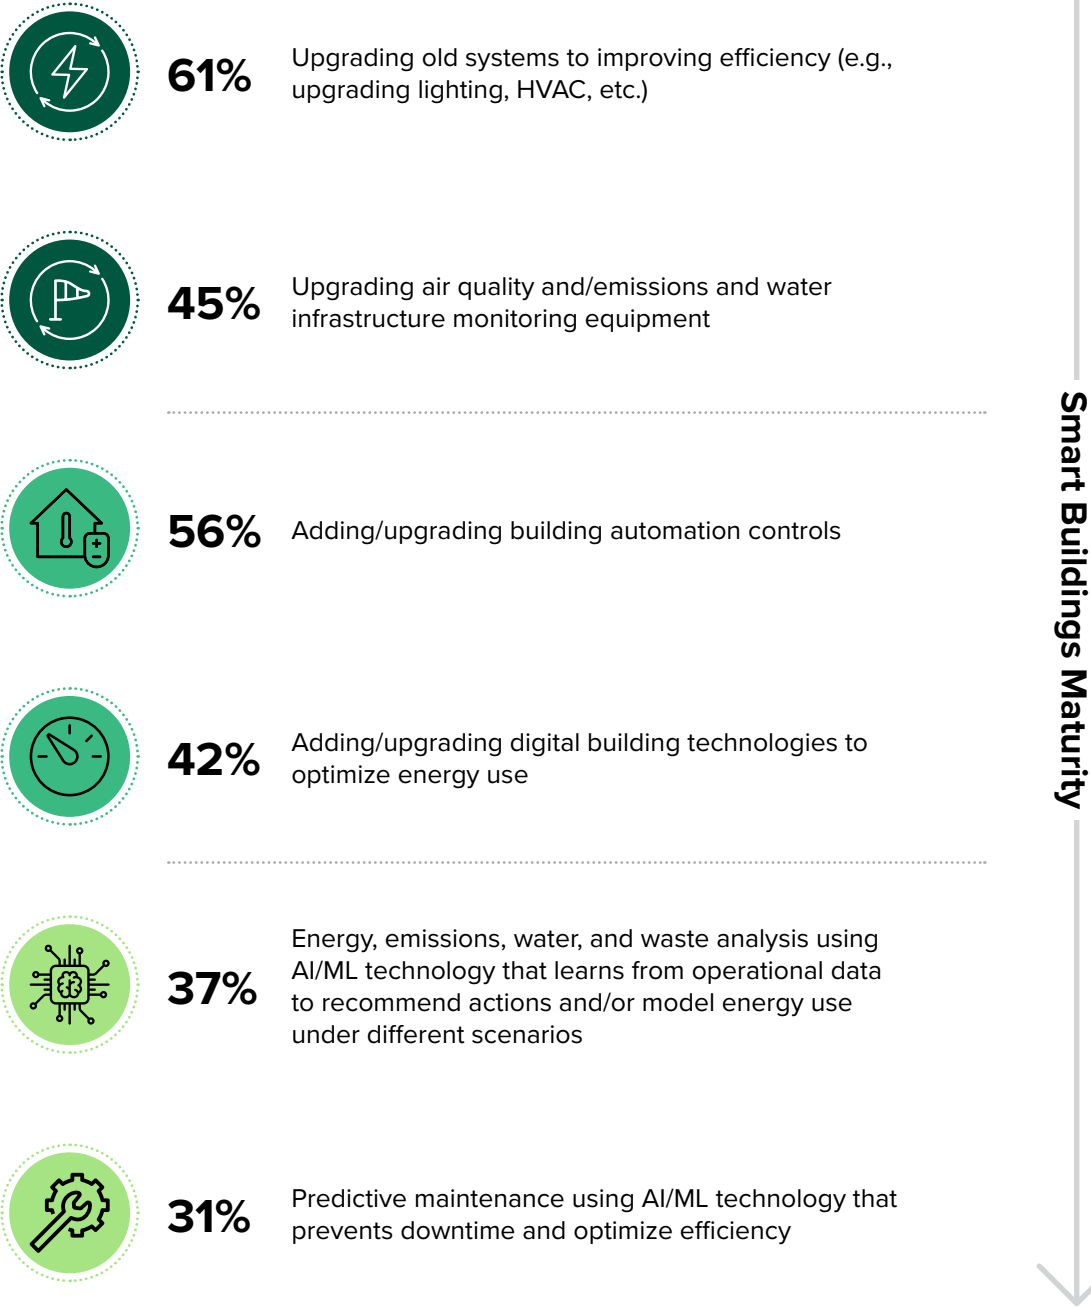 61%
Upgrading old systems to improving efficiency (e.g.,
upgrading lighting, HVAC, etc.)
45%
Upgrading air quality and/emissions and water
infrastructure monitoring equipment
56%
Adding/upgrading building automation controls
42%
Adding/upgrading digital building technologies to
optimize energy use
37%
Energy, emissions, water, and waste analysis using
AI/ML technology that learns from operational data
to recommend actions and/or model energy use
under different scenarios
31%
Predictive maintenance using AI/ML technology that
prevents downtime and optimize efficiency
Smart Buildings Maturity